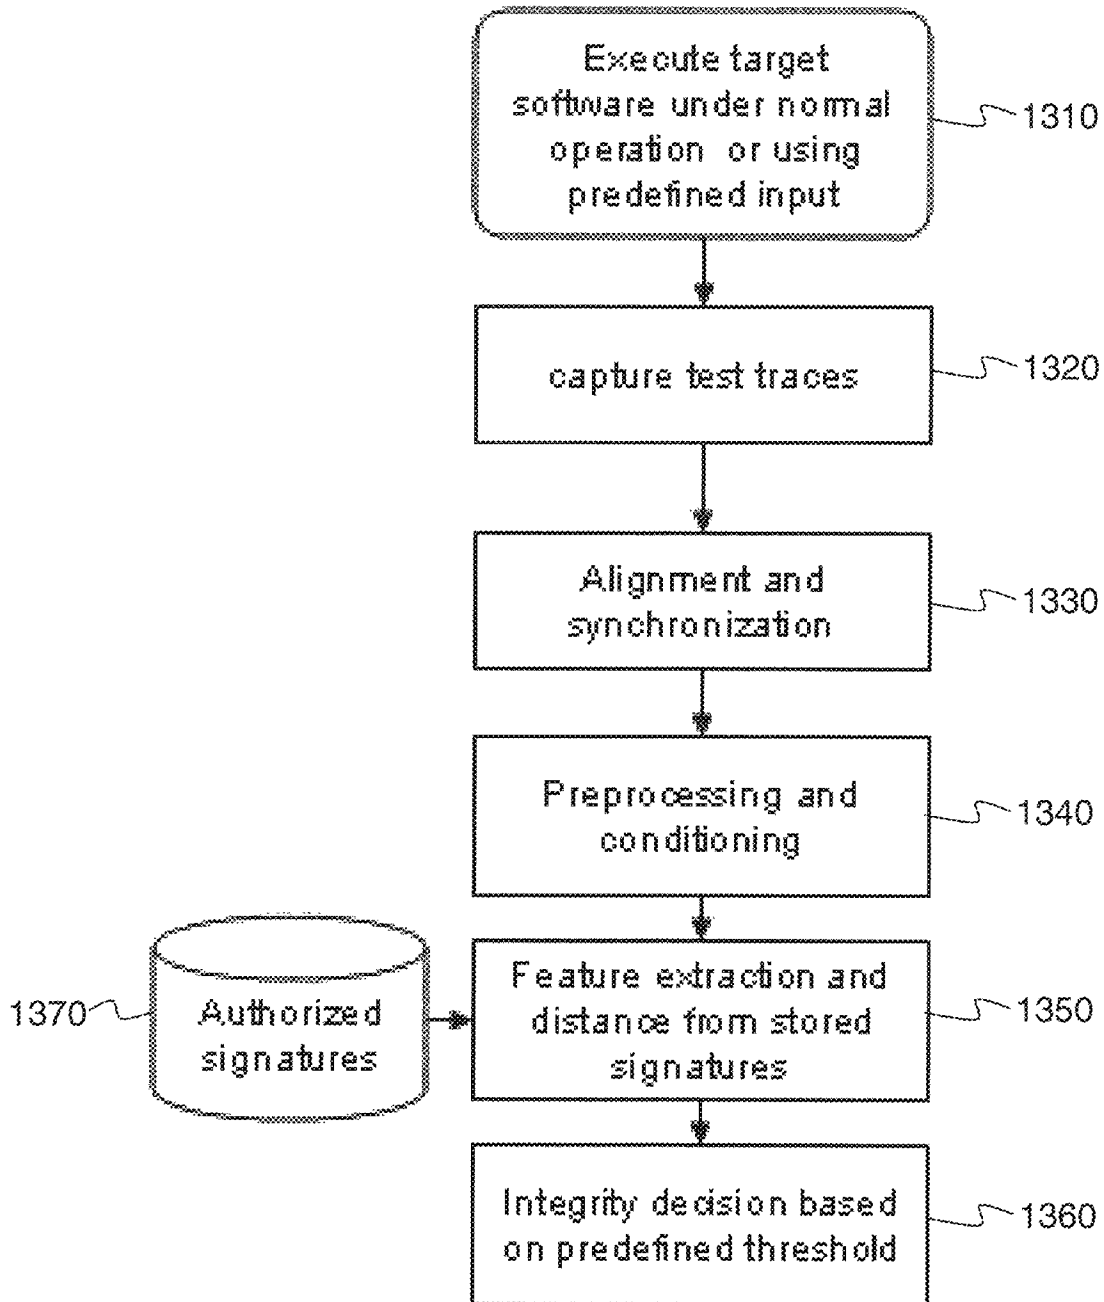 Execute target
software under normal
operation or using
predefined input
1310
capture test traces
1320
Alignment and
synchronization
1330
Preprocessing and
conditioning
1340
1370
Authorized
signatures
Feature extraction and
distance from stored
signatures
1350
Integrity decision based
on predefined threshold
1360